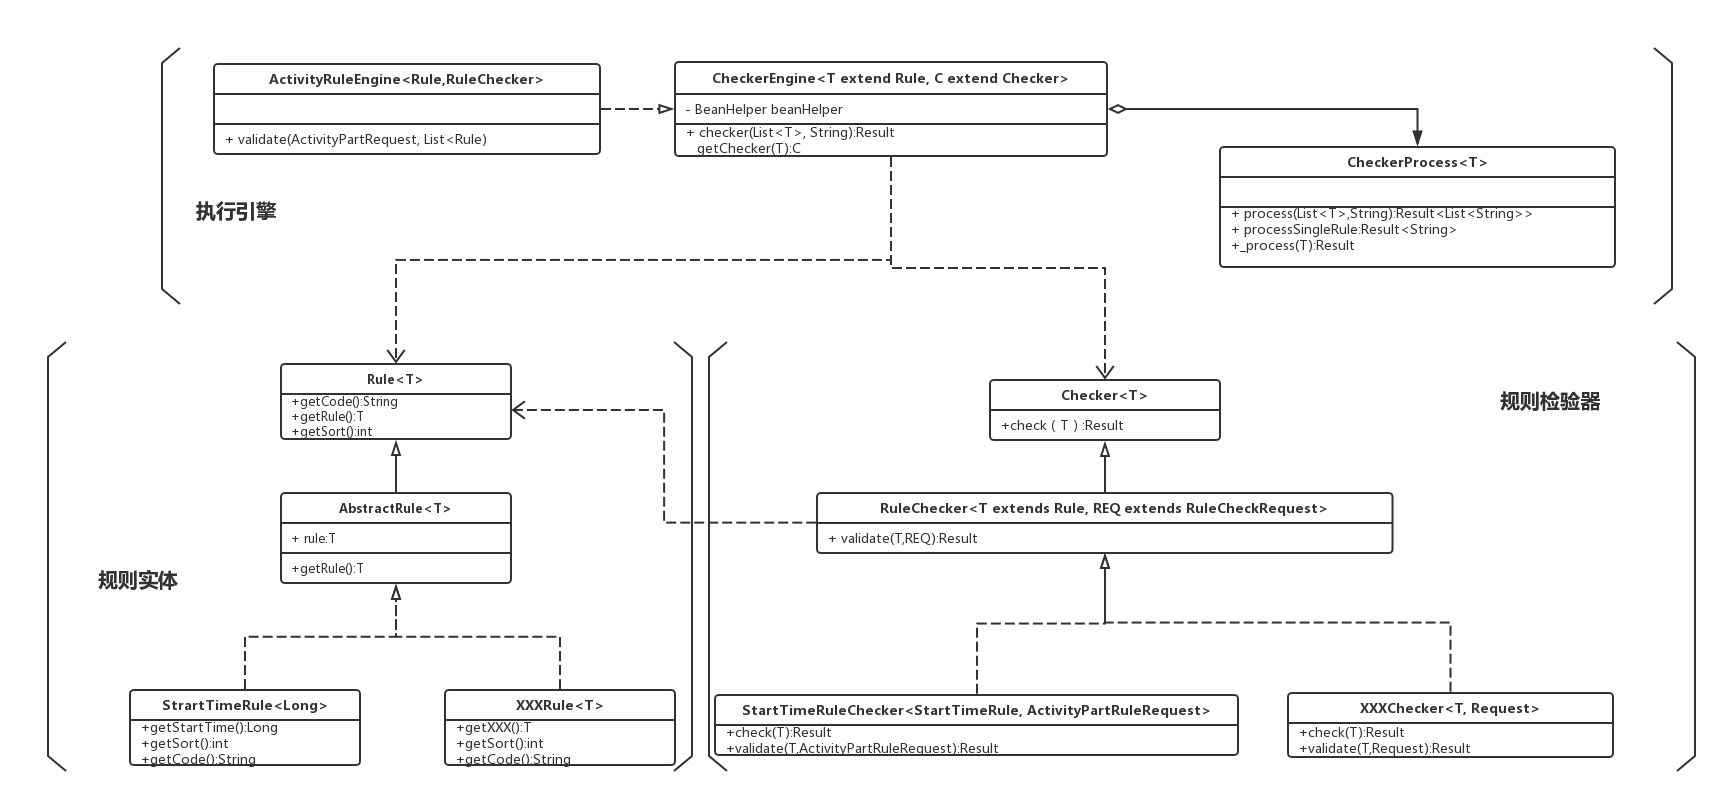 ActivityRuleEngine<Rule,RuleChecker>
+ validate(ActivityPartRequest, List<Rule)
CheckerEngine<T extend Rule, C extend Checker>
- BeanHelper beanHelper
+ checker(List<T>, String):Result
getChecker(T):C
CheckerProcess<T>
+ process(List<T>,String):Result<List<String>>
+ processSingleRule:Result<String>
+_process(T):Result
执行引擎
Rule<T>
+getCode():String
+getRule():T
+getSort():int
AbstractRule<T>
+ rule:T
+getRule():T
规则实体
StrartTimeRule<Long>
+getStartTime():Long
+getSort():int
+getCode():String
XXXRule<T>
+getXXX():T
+getSort():int
+getCode():String
规则检验器
Checker<T>
+check ( T ) :Result
RuleChecker<T extends Rule, REQ extends RuleCheckRequest>
+ validate(T,REQ):Result
StartTimeRuleChecker<StartTimeRule, ActivityPartRuleRequest>
+check(T):Result
+validate(T,ActivityPartRuleRequest):Result
XXXChecker<T, Request>
+check(T):Result
+validate(T,Request):Result